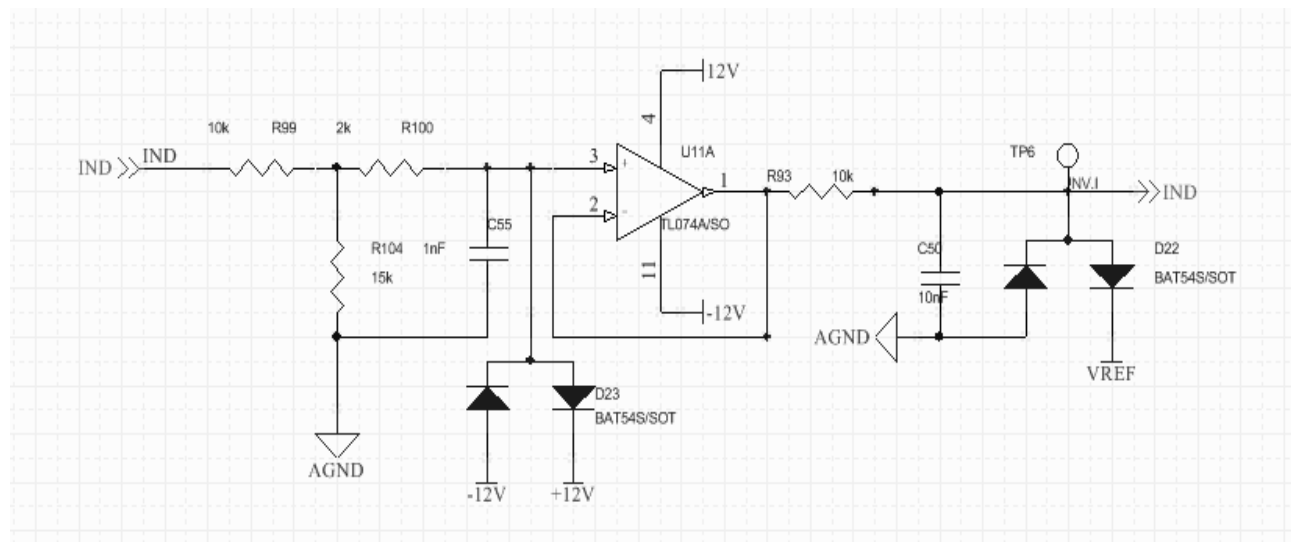 12V
10k R99 2k R100
4
U11A
TP6
IND IND
3
+
R93 10k
1
NV.I
IND
2
-
C55
TL074A/SO
R104 1nF
15k
C50
10nF
D22
BAT54S/SOT
11
-12V
AGND
VREF
D23
BAT54S/SOT
AGND
-12V +12V